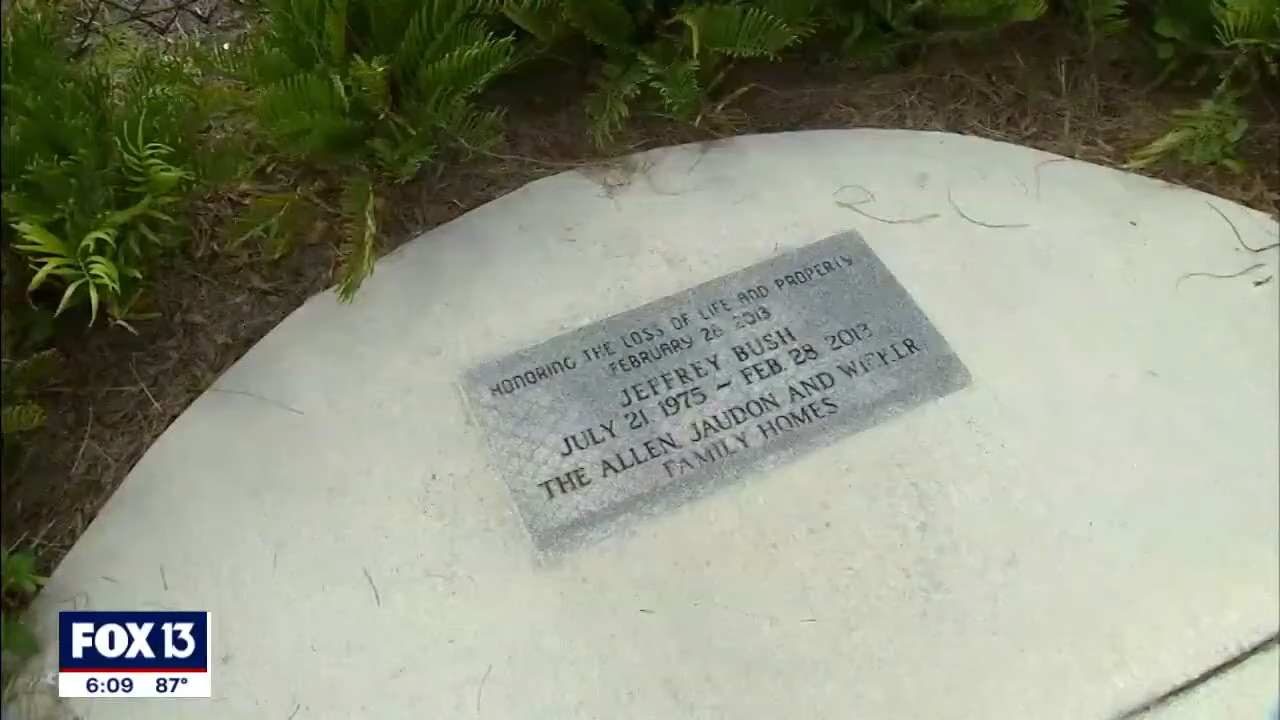 HONORING THE LOSS OF LIFE AND PROPERTY
FEBRUARY 28 2013
JEFFREY BUSH
JULY 21, 1975 ~ FEB. 28 2013
THE ALLEN, JAUDON AND
FAMILY HOMES
FOX 13
6:09 87°